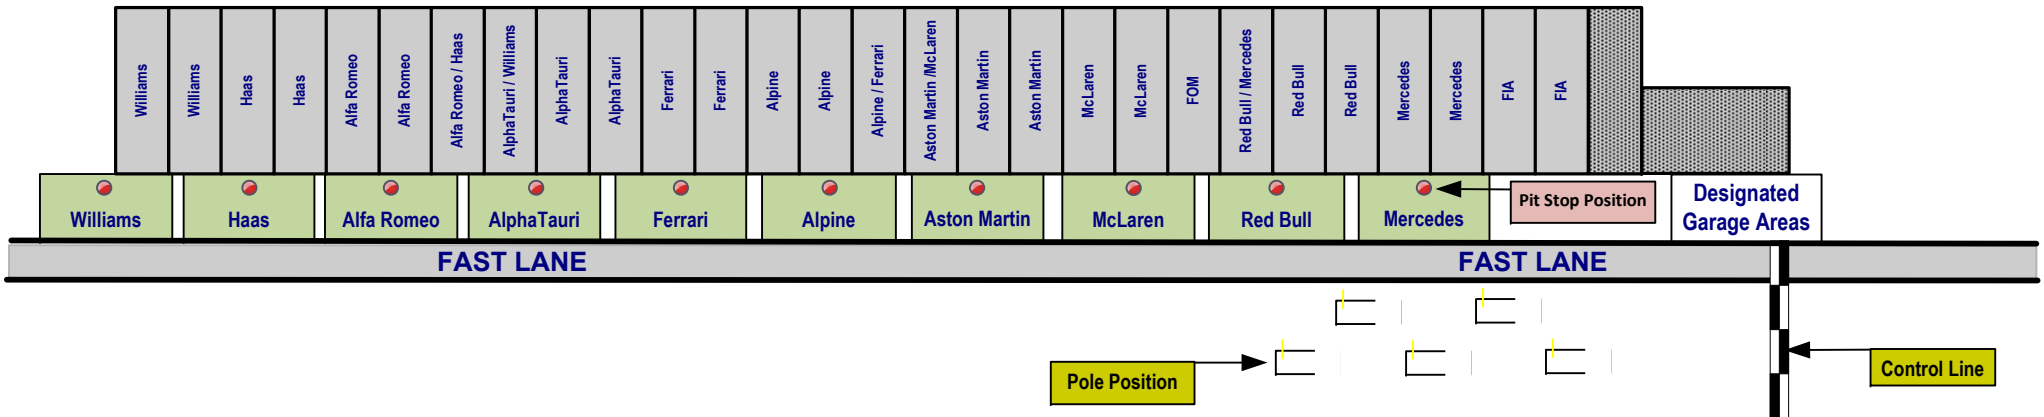 Williams
Williams
Haas
Haas
Alfa Romeo
Alfa Romeo
Alfa Romeo / Haas
AlphaTauri / Williams
AlphaTauri
AlphaTauri
Ferrari
Ferrari
Alpine
Alpine
Alpine / Ferrari
Aston Martin /McLaren
Aston Martin
Aston Martin
McLaren
McLaren
FOM
Red Bull / Mercedes
Red Bull
Red Bull
Mercedes
Mercedes
FIA
FIA
Williams
Haas
Alfa Romeo
AlphaTauri
Ferrari
Alpine
Aston Martin
McLaren
Red Bull
Mercedes
Pit Stop Position
Designated
Garage Areas
FAST LANE
FAST LANE
Pole Position
Control Line